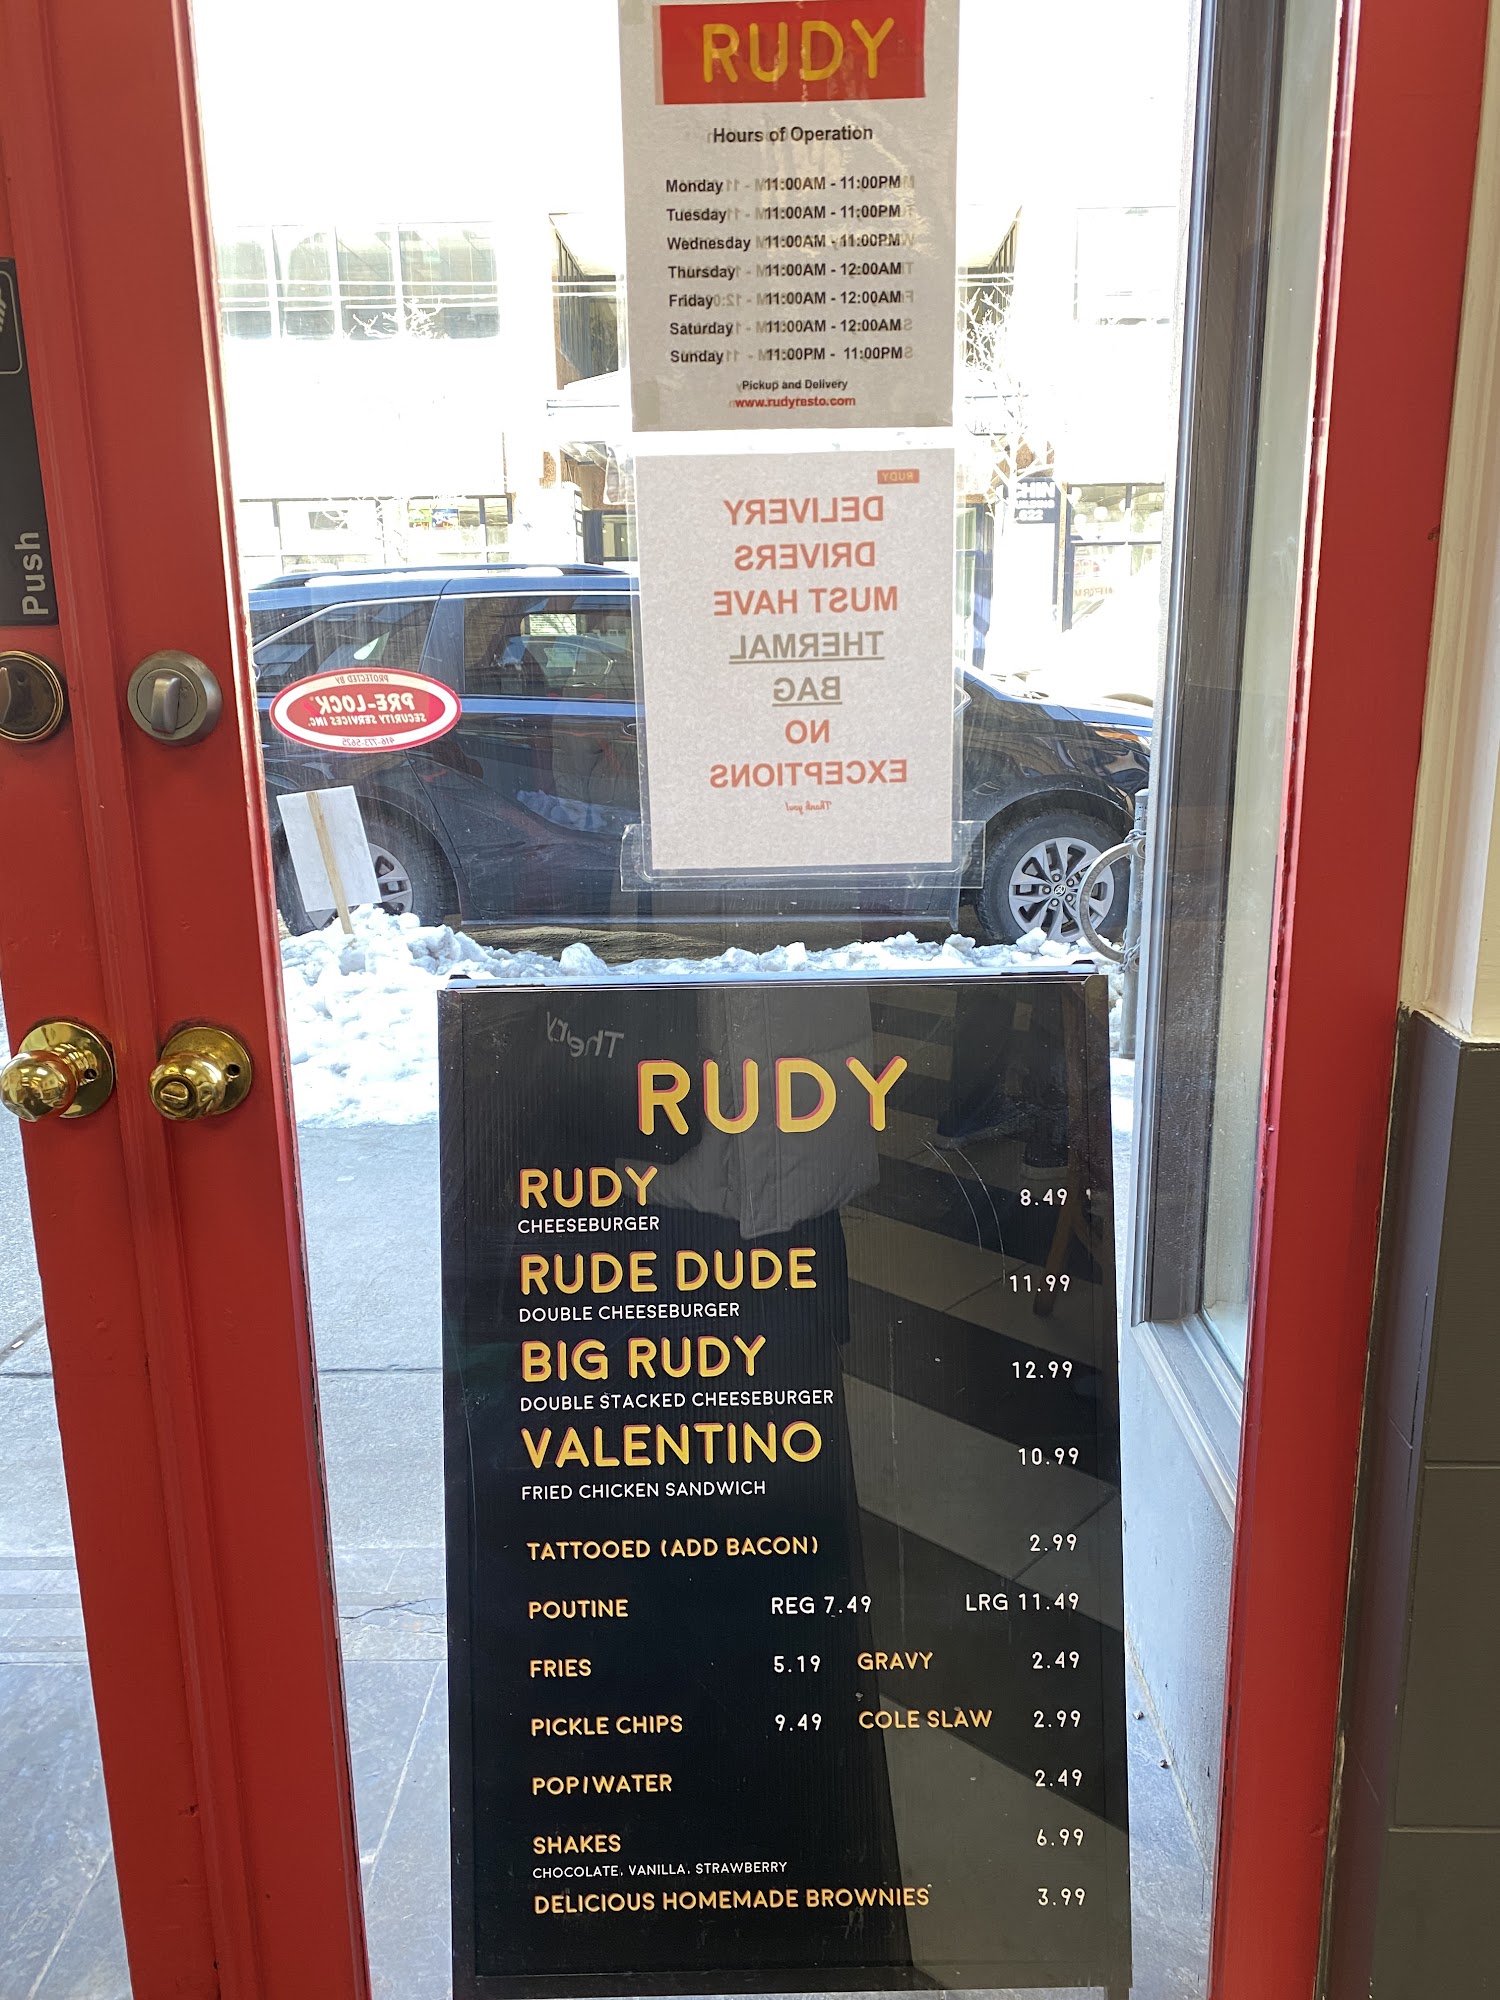 RUDY
Hours of Operation
Monday 11:00AM - 11:00PM
Tuesday 11:00AM - 11:00PM
Wednesday 11:00AM - 11:00PM
Thursday 11:00AM - 12:00AM
Friday 11:00AM - 12:00AM
Saturday 11:00AM - 12:00AM
Sunday 11:00PM - 11:00PM
Pickup and Delivery
www.rudyresto.com
RUDY
DELIVERY
DRIVERS
MUST HAVE
THERMAL
BAG
NO
EXCEPTIONS
Thank you!
Push
PROTECTED BY
PRE-LOCK
SECURITY SERVICES INC.
416-773-5625
RUDY
RUDY 8.49
CHEESEBURGER
RUDE DUDE 11.99
DOUBLE CHEESEBURGER
BIG RUDY 12.99
DOUBLE STACKED CHEESEBURGER
VALENTINO 10.99
FRIED CHICKEN SANDWICH
TATTOOED (ADD BACON) 2.99
POUTINE REG 7.49 LRG 11.49
FRIES 5.19 GRAVY 2.49
PICKLE CHIPS 9.49 COLE SLAW 2.99
POP/WATER 2.49
SHAKES 6.99
CHOCOLATE, VANILLA, STRAWBERRY
DELICIOUS HOMEMADE BROWNIES 3.99